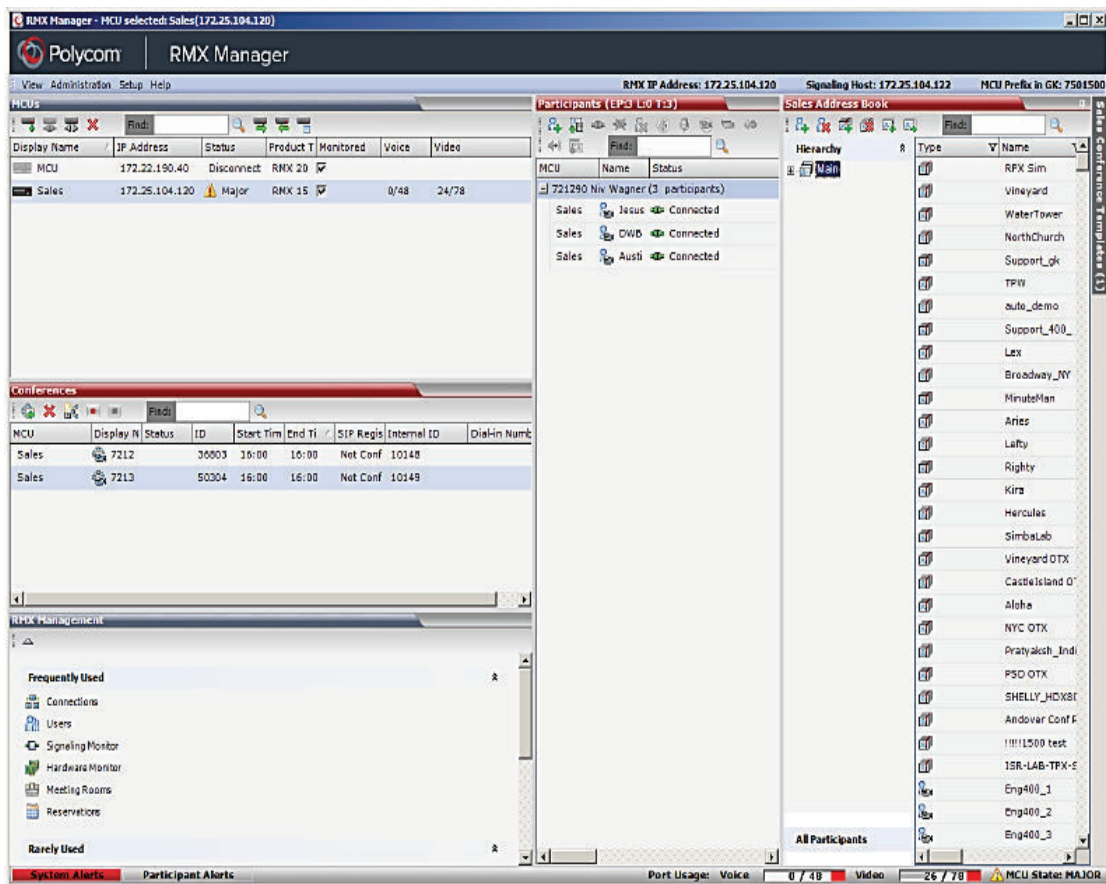 RMX Manager - MCU selected: Sales(172.25.104.120)
Polycom | RMX Manager
View Administration Setup Help
RMX IP Address: 172.25.104.120 Signaling Host: 172.25.104.122 MCU Prefix in GK: 7501500
MCUs
Find:
Display Name IP Address Status Product T Monitored Voice Video
MCU 172.22.190.40 Disconnect RMX 20
Sales 172.25.104.120 Major RMX 15 0/48 24/78
Conferences
Find:
MCU Display N Status ID Start Tim End Ti SIP Regis Internal ID Dial-in Numb
Sales 7212 36803 16:00 16:00 Not Conf 10148
Sales 7213 50304 16:00 16:00 Not Conf 10149
RMX Management
Frequently Used
Connections
Users
Signaling Monitor
Hardware Monitor
Meeting Rooms
Reservations
Rarely Used
Participants (EP:3 L:0 T:3)
Find:
MCU Name Status
721290 Niv Wagner (3 participants)
Sales Jesus Connected
Sales DWB Connected
Sales Austi Connected
Sales Address Book
Find:
Hierarchy
Main
All Participants
Type Name
RPX Sim
Vineyard
WaterTower
NorthChurch
Support_gk
TPW
auto_demo
Support_400_
Lex
Broadway_NY
MinuteMan
Aries
Lefty
Righty
Kira
Hercules
SimbaLab
Vineyard OTX
CastleIsland O
Aloha
NYC OTX
Pratyaksh_Indi
PSD OTX
SHELLY_HDX80
Andover Conf R
!!!!!1500 test
ISR-LAB-TPX-S
Eng400_1
Eng400_2
Eng400_3
Sales Conference Templates (1)
System Alerts Participant Alerts Port Usage: Voice 0 / 48 Video 26 / 78 MCU State: MAJOR